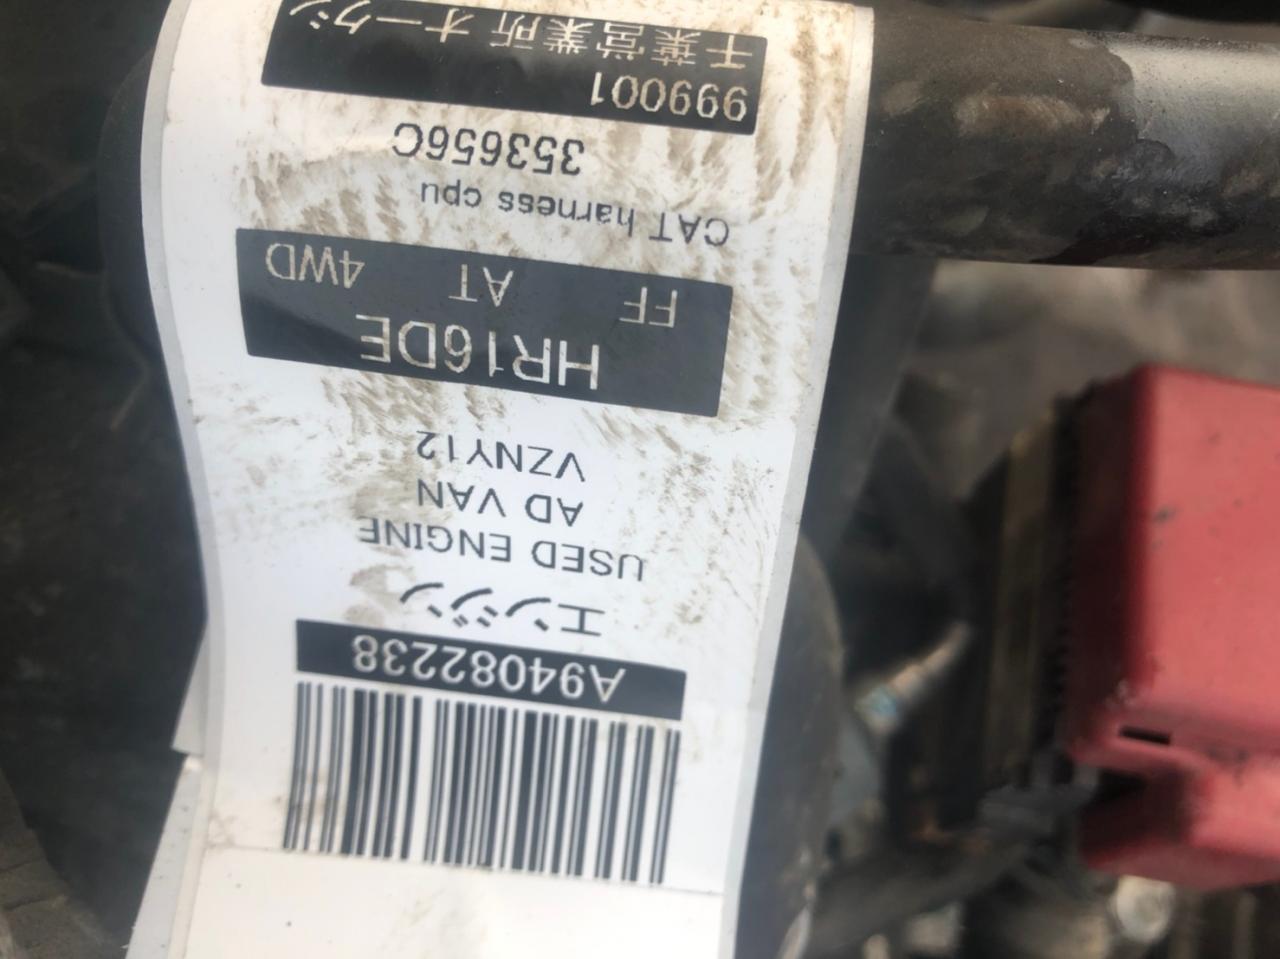 A94082238
エンジン
USED ENGINE
AD VAN
VZNY12
HR16DE
FF AT 4WD
CAT harness cpu
353656C
999001
千葉営業所 オークシ